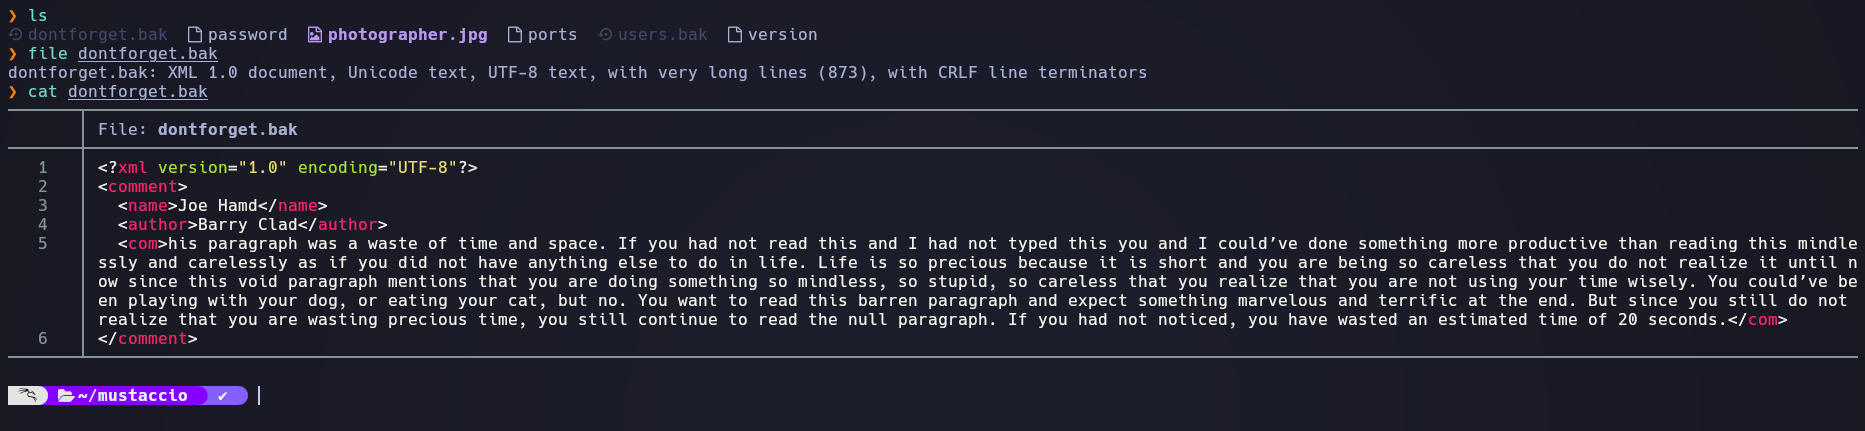 ❯ ls
dontforget.bak password photographer.jpg ports users.bak version
❯ file dontforget.bak
dontforget.bak: XML 1.0 document, Unicode text, UTF-8 text, with very long lines (873), with CRLF line terminators
❯ cat dontforget.bak
File: dontforget.bak
1 <?xml version="1.0" encoding="UTF-8"?>
2 <comment>
3 <name>Joe Hamd</name>
4 <author>Barry Clad</author>
5 <com>his paragraph was a waste of time and space. If you had not read this and I had not typed this you and I could’ve done something more productive than reading this mindle
ssly and carelessly as if you did not have anything else to do in life. Life is so precious because it is short and you are being so careless that you do not realize it until n
ow since this void paragraph mentions that you are doing something so mindless, so stupid, so careless that you realize that you are not using your time wisely. You could’ve be
en playing with your dog, or eating your cat, but no. You want to read this barren paragraph and expect something marvelous and terrific at the end. But since you still do not
realize that you are wasting precious time, you still continue to read the null paragraph. If you had not noticed, you have wasted an estimated time of 20 seconds.</com>
6 </comment>
~/mustaccio ✔